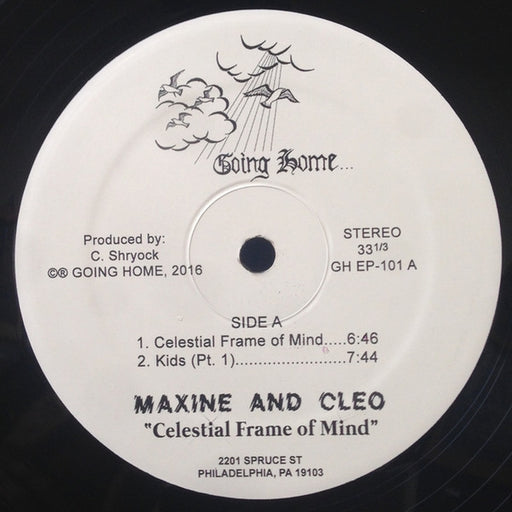 Going Home...
Produced by:
C. Shryock
©® GOING HOME, 2016
STEREO
33 1/3
GH EP-101 A
SIDE A
1. Celestial Frame of Mind.....6:46
2. Kids (Pt. 1).......................7:44
MAXINE AND CLEO
"Celestial Frame of Mind"
2201 SPRUCE ST
PHILADELPHIA, PA 19103